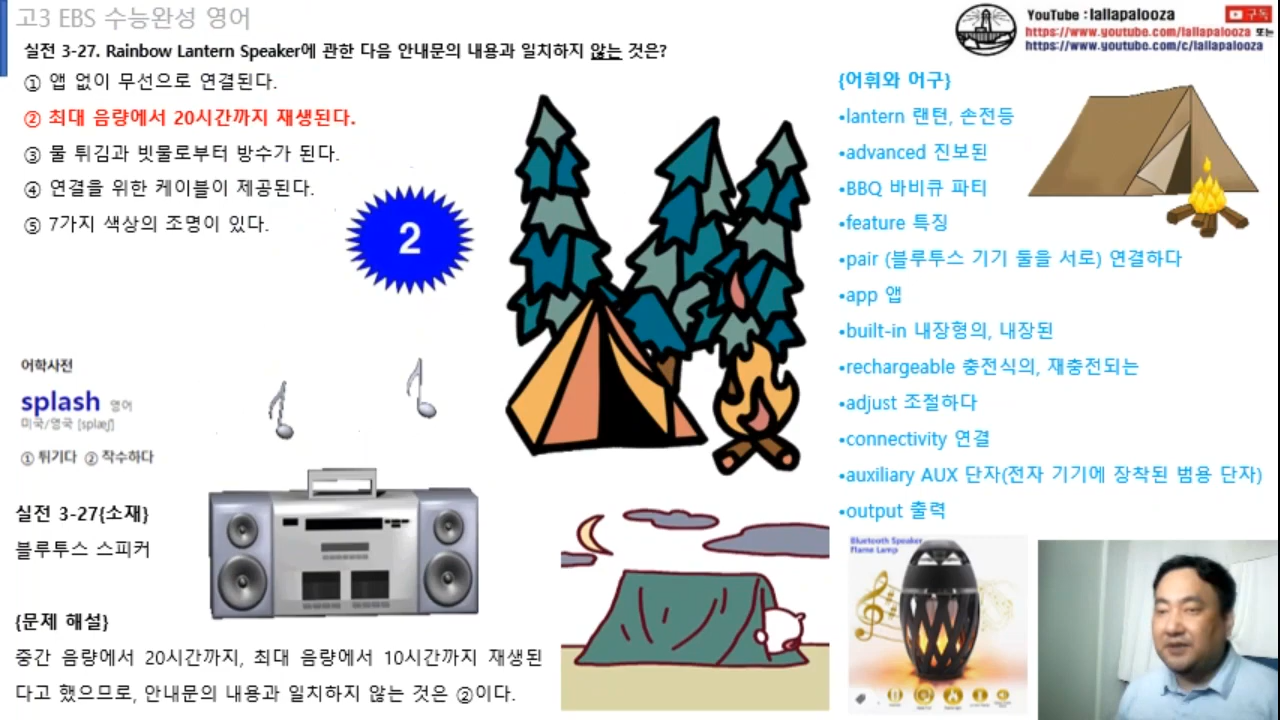 고3 EBS 수능완성 영어
YouTube : lallapalooza
구독
https://www.youtube.com/lallapalooza 또는
https://www.youtube.com/c/lallapalooza
실전 3-27. Rainbow Lantern Speaker에 관한 다음 안내문의 내용과 일치하지 않는 것은?
① 앱 없이 무선으로 연결된다.
② 최대 음량에서 20시간까지 재생된다.
③ 물 튀김과 빗물로부터 방수가 된다.
④ 연결을 위한 케이블이 제공된다.
⑤ 7가지 색상의 조명이 있다.
2
{어휘와 어구}
•lantern 랜턴, 손전등
•advanced 진보된
•BBQ 바비큐 파티
•feature 특징
•pair (블루투스 기기 둘을 서로) 연결하다
•app 앱
•built-in 내장형의, 내장된
•rechargeable 충전식의, 재충전되는
•adjust 조절하다
•connectivity 연결
•auxiliary AUX 단자(전자 기기에 장착된 범용 단자)
•output 출력
어학사전
splash 영어
미국/영국 [splæʃ]
① 튀기다 ② 착수하다
실전 3-27{소재}
블루투스 스피커
{문제 해설}
중간 음량에서 20시간까지, 최대 음량에서 10시간까지 재생된
다고 했으므로, 안내문의 내용과 일치하지 않는 것은 ②이다.
Bluetooth Speaker
Flame Lamp